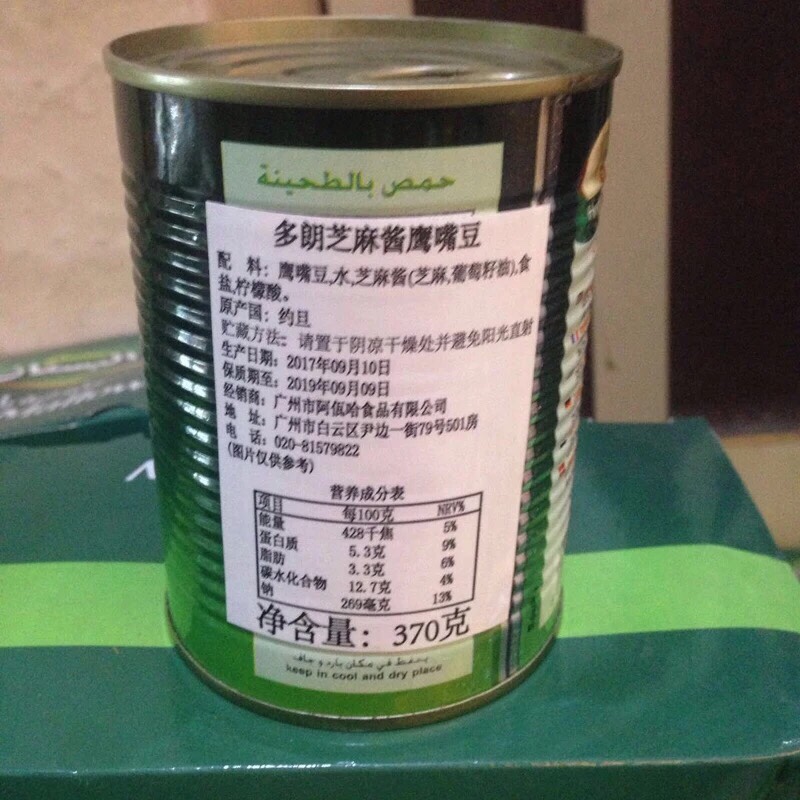 حمص بالطحينة
多朗芝麻酱鹰嘴豆
配 料: 鹰嘴豆,水,芝麻酱(芝麻,葡萄籽油),食
盐,柠檬酸。
原产国: 约旦
贮藏方法: 请置于阴凉干燥处并避免阳光直射
生产日期: 2017年09月10日
保质期至: 2019年09月09日
经销商: 广州市阿佤哈食品有限公司
地 址: 广州市白云区尹边一街79号501房
电 话: 020-81579822
(图片仅供参考)
营养成分表
项目 每100克 NRV%
能量 428千焦 5%
蛋白质 5.3克 9%
脂肪 3.3克 6%
碳水化合物 12.7克 4%
钠 269毫克 13%
净含量: 370克
يحفظ في مكان بارد و جاف
keep in cool and dry place